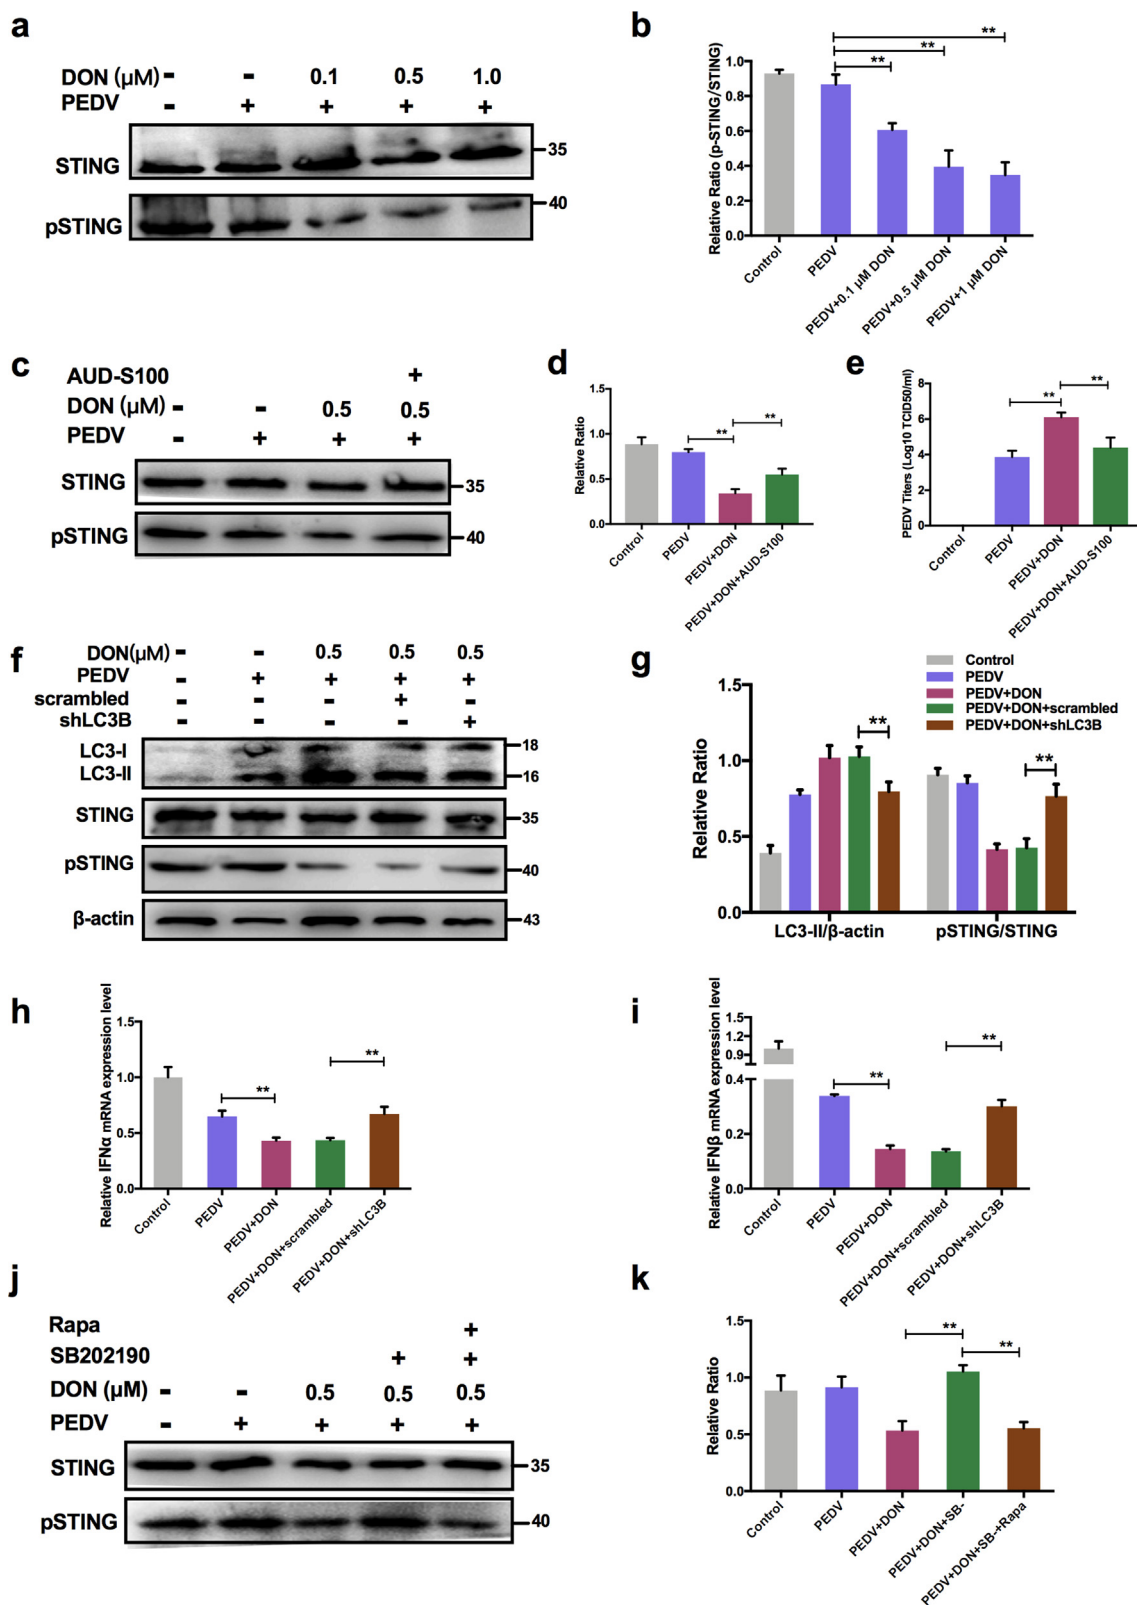 a
DON (μM) - - 0.1 0.5 1.0
PEDV - + + + +
STING 35
pSTING 40
b
Relative Ratio (p-STING/STING)
1.0
0.8
0.6
0.4
0.2
0.0
** ** **
Control PEDV PEDV+0.1 μM DON PEDV+0.5 μM DON PEDV+1 μM DON
c
AUD-S100 +
DON (μM) - - 0.5 0.5
PEDV - + + +
STING 35
pSTING 40
d
Relative Ratio
1.5
1.0
0.5
0.0
** **
Control PEDV PEDV+DON PEDV+DON+AUD-S100
e
PEDV Titers (Log10 TCID50/ml)
8
6
4
2
0
** **
Control PEDV PEDV+DON PEDV+DON+AUD-S100
f
DON(μM) - - 0.5 0.5 0.5
PEDV - + + + +
scrambled - - - + -
shLC3B - - - - +
LC3-I 18
LC3-II 16
STING 35
pSTING 40
β-actin 43
g
Control
PEDV
PEDV+DON
PEDV+DON+scrambled
PEDV+DON+shLC3B
Relative Ratio
1.5
1.0
0.5
0.0
** **
LC3-II/β-actin pSTING/STING
h
Relative IFNα mRNA expression level
1.5
1.0
0.5
0.0
** **
Control PEDV PEDV+DON PEDV+DON+scrambled PEDV+DON+shLC3B
i
Relative IFNβ mRNA expression level
1.5
1.2
0.9
0.4
0.2
0.0
** **
Control PEDV PEDV+DON PEDV+DON+scrambled PEDV+DON+shLC3B
j
Rapa +
SB202190 + +
DON (μM) - - 0.5 0.5 0.5
PEDV - + + + +
STING 35
pSTING 40
k
Relative Ratio
1.5
1.0
0.5
0.0
** **
Control PEDV PEDV+DON PEDV+DON+SB- PEDV+DON+SB-+Rapa